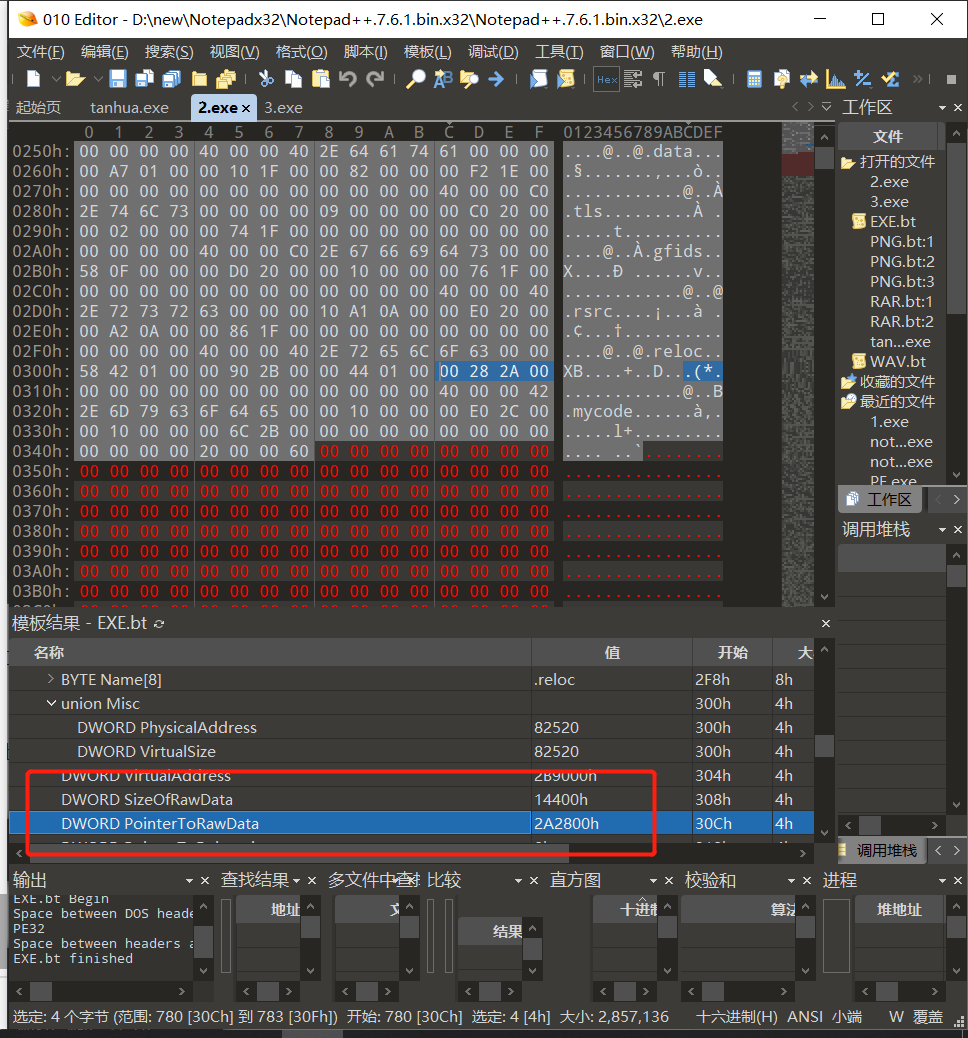 010 Editor - D:\new\Notepadx32\Notepad++.7.6.1.bin.x32\Notepad++.7.6.1.bin.x32\2.exe
文件(F) 编辑(E) 搜索(S) 视图(V) 格式(O) 脚本(I) 模板(L) 调试(D) 工具(T) 窗口(W) 帮助(H)
起始页 tanhua.exe 2.exe 3.exe
0 1 2 3 4 5 6 7 8 9 A B C D E F 0123456789ABCDEF
0250h: 00 00 00 00 40 00 00 40 2E 64 61 74 61 00 00 00 ....@..@.data...
0260h: 00 A7 01 00 00 10 1F 00 00 82 00 00 00 F2 1E 00 .§.......‚...ò..
0270h: 00 00 00 00 00 00 00 00 00 00 00 00 40 00 00 C0 ............@..À
0280h: 2E 74 6C 73 00 00 00 00 09 00 00 00 00 C0 20 00 .tls.........À .
0290h: 00 02 00 00 00 74 1F 00 00 00 00 00 00 00 00 00 .....t..........
02A0h: 00 00 00 00 40 00 00 C0 2E 67 66 69 64 73 00 00 ....@..À.gfids..
02B0h: 58 0F 00 00 00 D0 20 00 00 10 00 00 00 76 1F 00 X....Ð ......v..
02C0h: 00 00 00 00 00 00 00 00 00 00 00 00 40 00 00 40 ............@..@
02D0h: 2E 72 73 72 63 00 00 00 10 A1 0A 00 00 E0 20 00 .rsrc....¡...à .
02E0h: 00 A2 0A 00 00 86 1F 00 00 00 00 00 00 00 00 00 .¢...†..........
02F0h: 00 00 00 00 40 00 00 40 2E 72 65 6C 6F 63 00 00 ....@..@.reloc..
0300h: 58 42 01 00 00 90 2B 00 00 44 01 00 00 28 2A 00 XB....+..D...(*.
0310h: 00 00 00 00 00 00 00 00 00 00 00 00 40 00 00 42 ............@..B
0320h: 2E 6D 79 63 6F 64 65 00 00 10 00 00 00 E0 2C 00 .mycode......à,.
0330h: 00 10 00 00 00 6C 2B 00 00 00 00 00 00 00 00 00 .....l+.........
0340h: 00 00 00 00 20 00 00 60 00 00 00 00 00 00 00 00 .... ..`........
0350h: 00 00 00 00 00 00 00 00 00 00 00 00 00 00 00 00 ................
0360h: 00 00 00 00 00 00 00 00 00 00 00 00 00 00 00 00 ................
0370h: 00 00 00 00 00 00 00 00 00 00 00 00 00 00 00 00 ................
0380h: 00 00 00 00 00 00 00 00 00 00 00 00 00 00 00 00 ................
0390h: 00 00 00 00 00 00 00 00 00 00 00 00 00 00 00 00 ................
03A0h: 00 00 00 00 00 00 00 00 00 00 00 00 00 00 00 00 ................
03B0h: 00 00 00 00 00 00 00 00 00 00 00 00 00 00 00 00 ................
工作区
文件
打开的文件
2.exe
3.exe
EXE.bt
PNG.bt:1
PNG.bt:2
PNG.bt:3
RAR.bt:1
RAR.bt:2
tan...exe
WAV.bt
收藏的文件
最近的文件
1.exe
not...exe
not...exe
PE.exe
工作区
调用堆栈
调用堆栈
模板结果 - EXE.bt
名称 值 开始 大
BYTE Name[8] .reloc 2F8h 8h
union Misc 300h 4h
DWORD PhysicalAddress 82520 300h 4h
DWORD VirtualSize 82520 300h 4h
DWORD VirtualAddress 2B9000h 304h 4h
DWORD SizeOfRawData 14400h 308h 4h
DWORD PointerToRawData 2A2800h 30Ch 4h
输出 查找结果 多文件中查找 比较 直方图 校验和 进程
EXE.bt Begin
Space between DOS heade
PE32
Space between headers a
EXE.bt finished
地址 文 结果 十进制 算法 堆地址
选定: 4 个字节 (范围: 780 [30Ch] 到 783 [30Fh]) 开始: 780 [30Ch] 选定: 4 [4h] 大小: 2,857,136 十六进制(H) ANSI 小端 W 覆盖